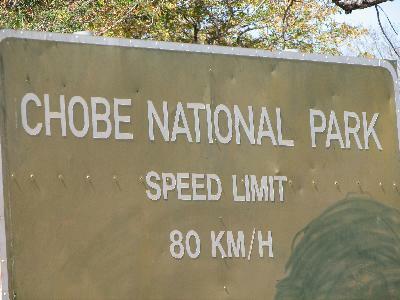 CHOBE NATIONAL PARK
SPEED LIMIT
80 KM/H